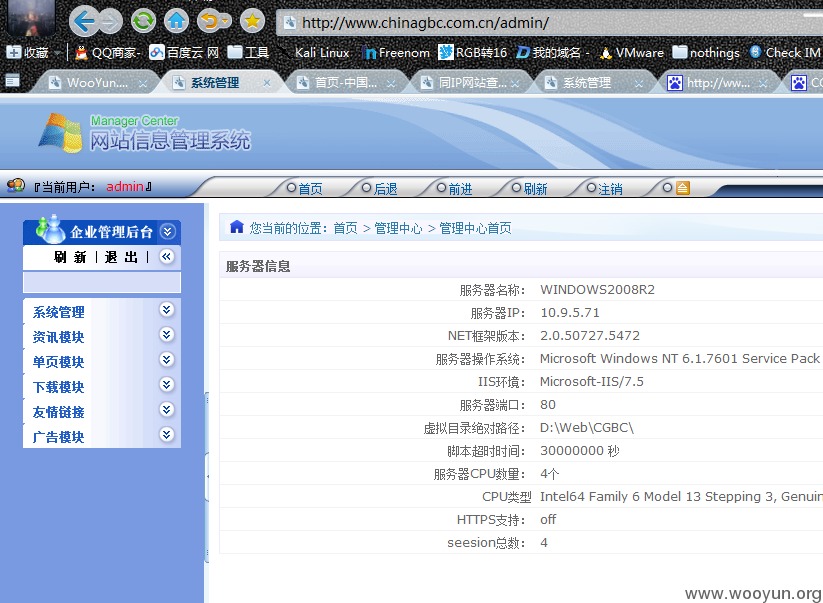 http://www.chinagbc.com.cn/admin/
收藏 QQ商家- 百度云 网 工具 Kali Linux Freenom RGB转16 我的域名 - VMware nothings Check IM
WooYun.... 系统管理 首页-中国... 同IP网站查... 系统管理 http://ww... CC
Manager Center
网站信息管理系统
『当前用户： admin』 首页 后退 前进 刷新 注销
企业管理后台
刷 新 | 退 出 |
系统管理
资讯模块
单页模块
下载模块
友情链接
广告模块
您当前的位置：首页 > 管理中心 > 管理中心首页
服务器信息
服务器名称： WINDOWS2008R2
服务器IP： 10.9.5.71
NET框架版本： 2.0.50727.5472
服务器操作系统： Microsoft Windows NT 6.1.7601 Service Pack
IIS环境： Microsoft-IIS/7.5
服务器端口： 80
虚拟目录绝对路径： D:\Web\CGBC\
脚本超时时间： 30000000 秒
服务器CPU数量： 4个
CPU类型 Intel64 Family 6 Model 13 Stepping 3, Genuin
HTTPS支持： off
seesion总数： 4
www.wooyun.org